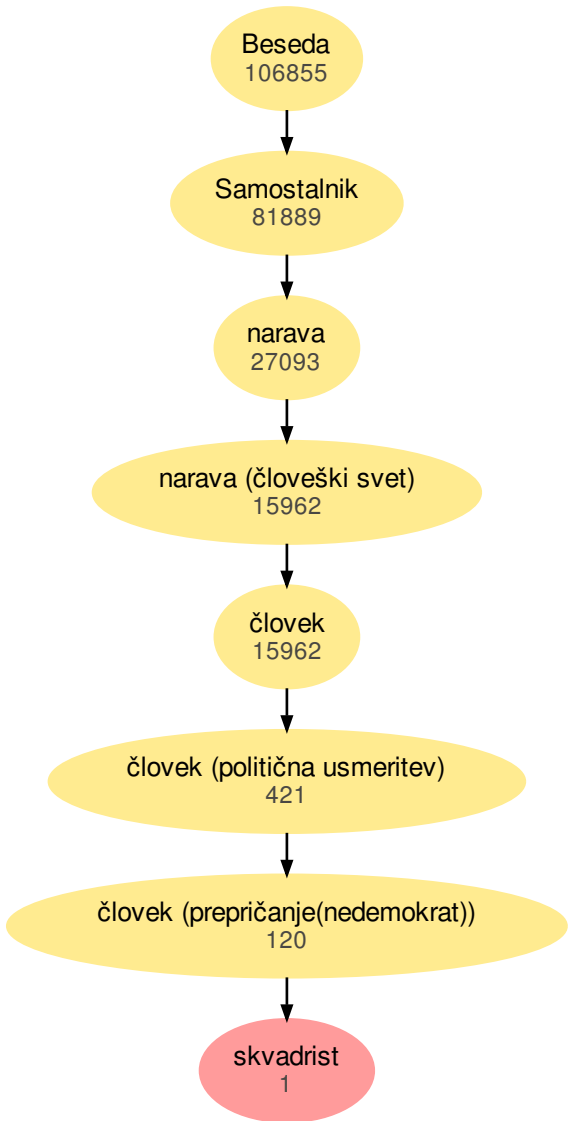 Beseda
106855
Samostalnik
81889
narava
27093
narava (človeški svet)
15962
človek
15962
človek (politična usmeritev)
421
človek (prepričanje(nedemokrat))
120
skvadrist
1